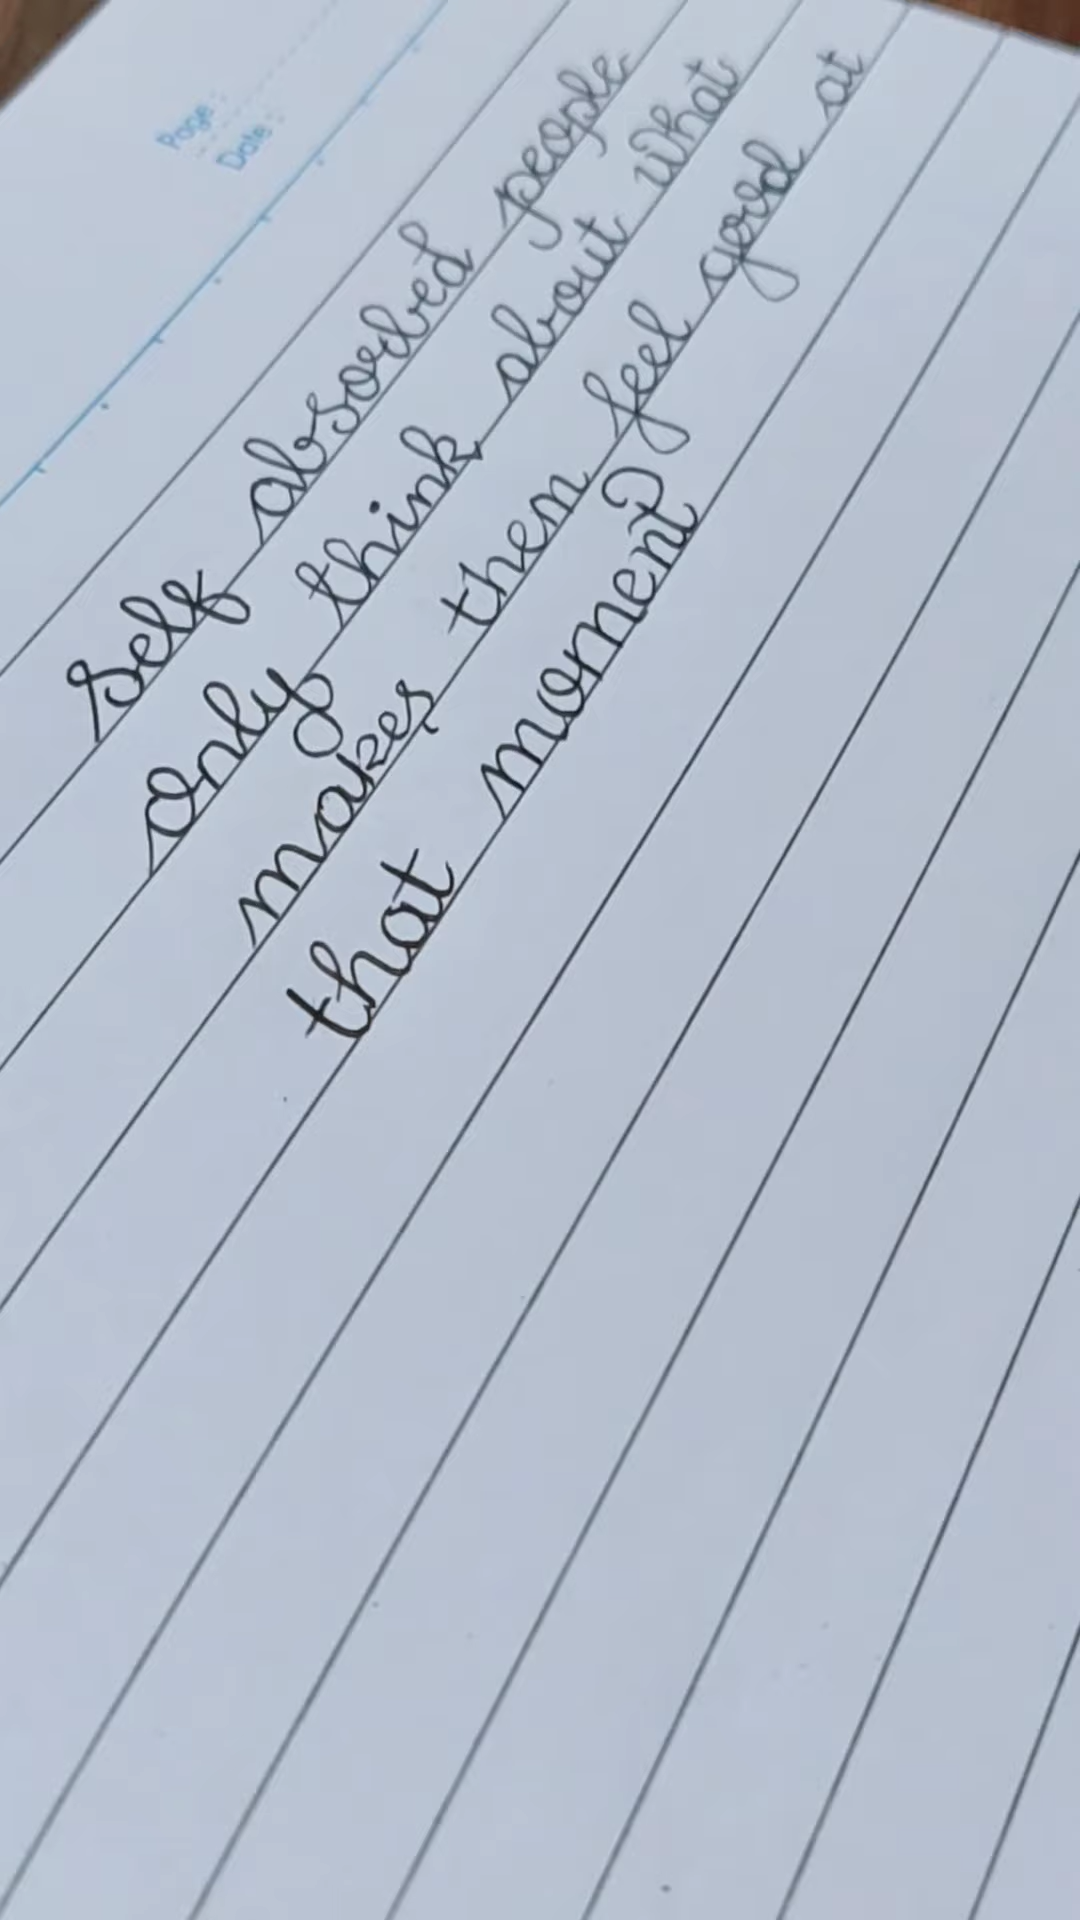 Page:
Date:
Self absorbed people
only think about what
makes them feel good at
that moment?